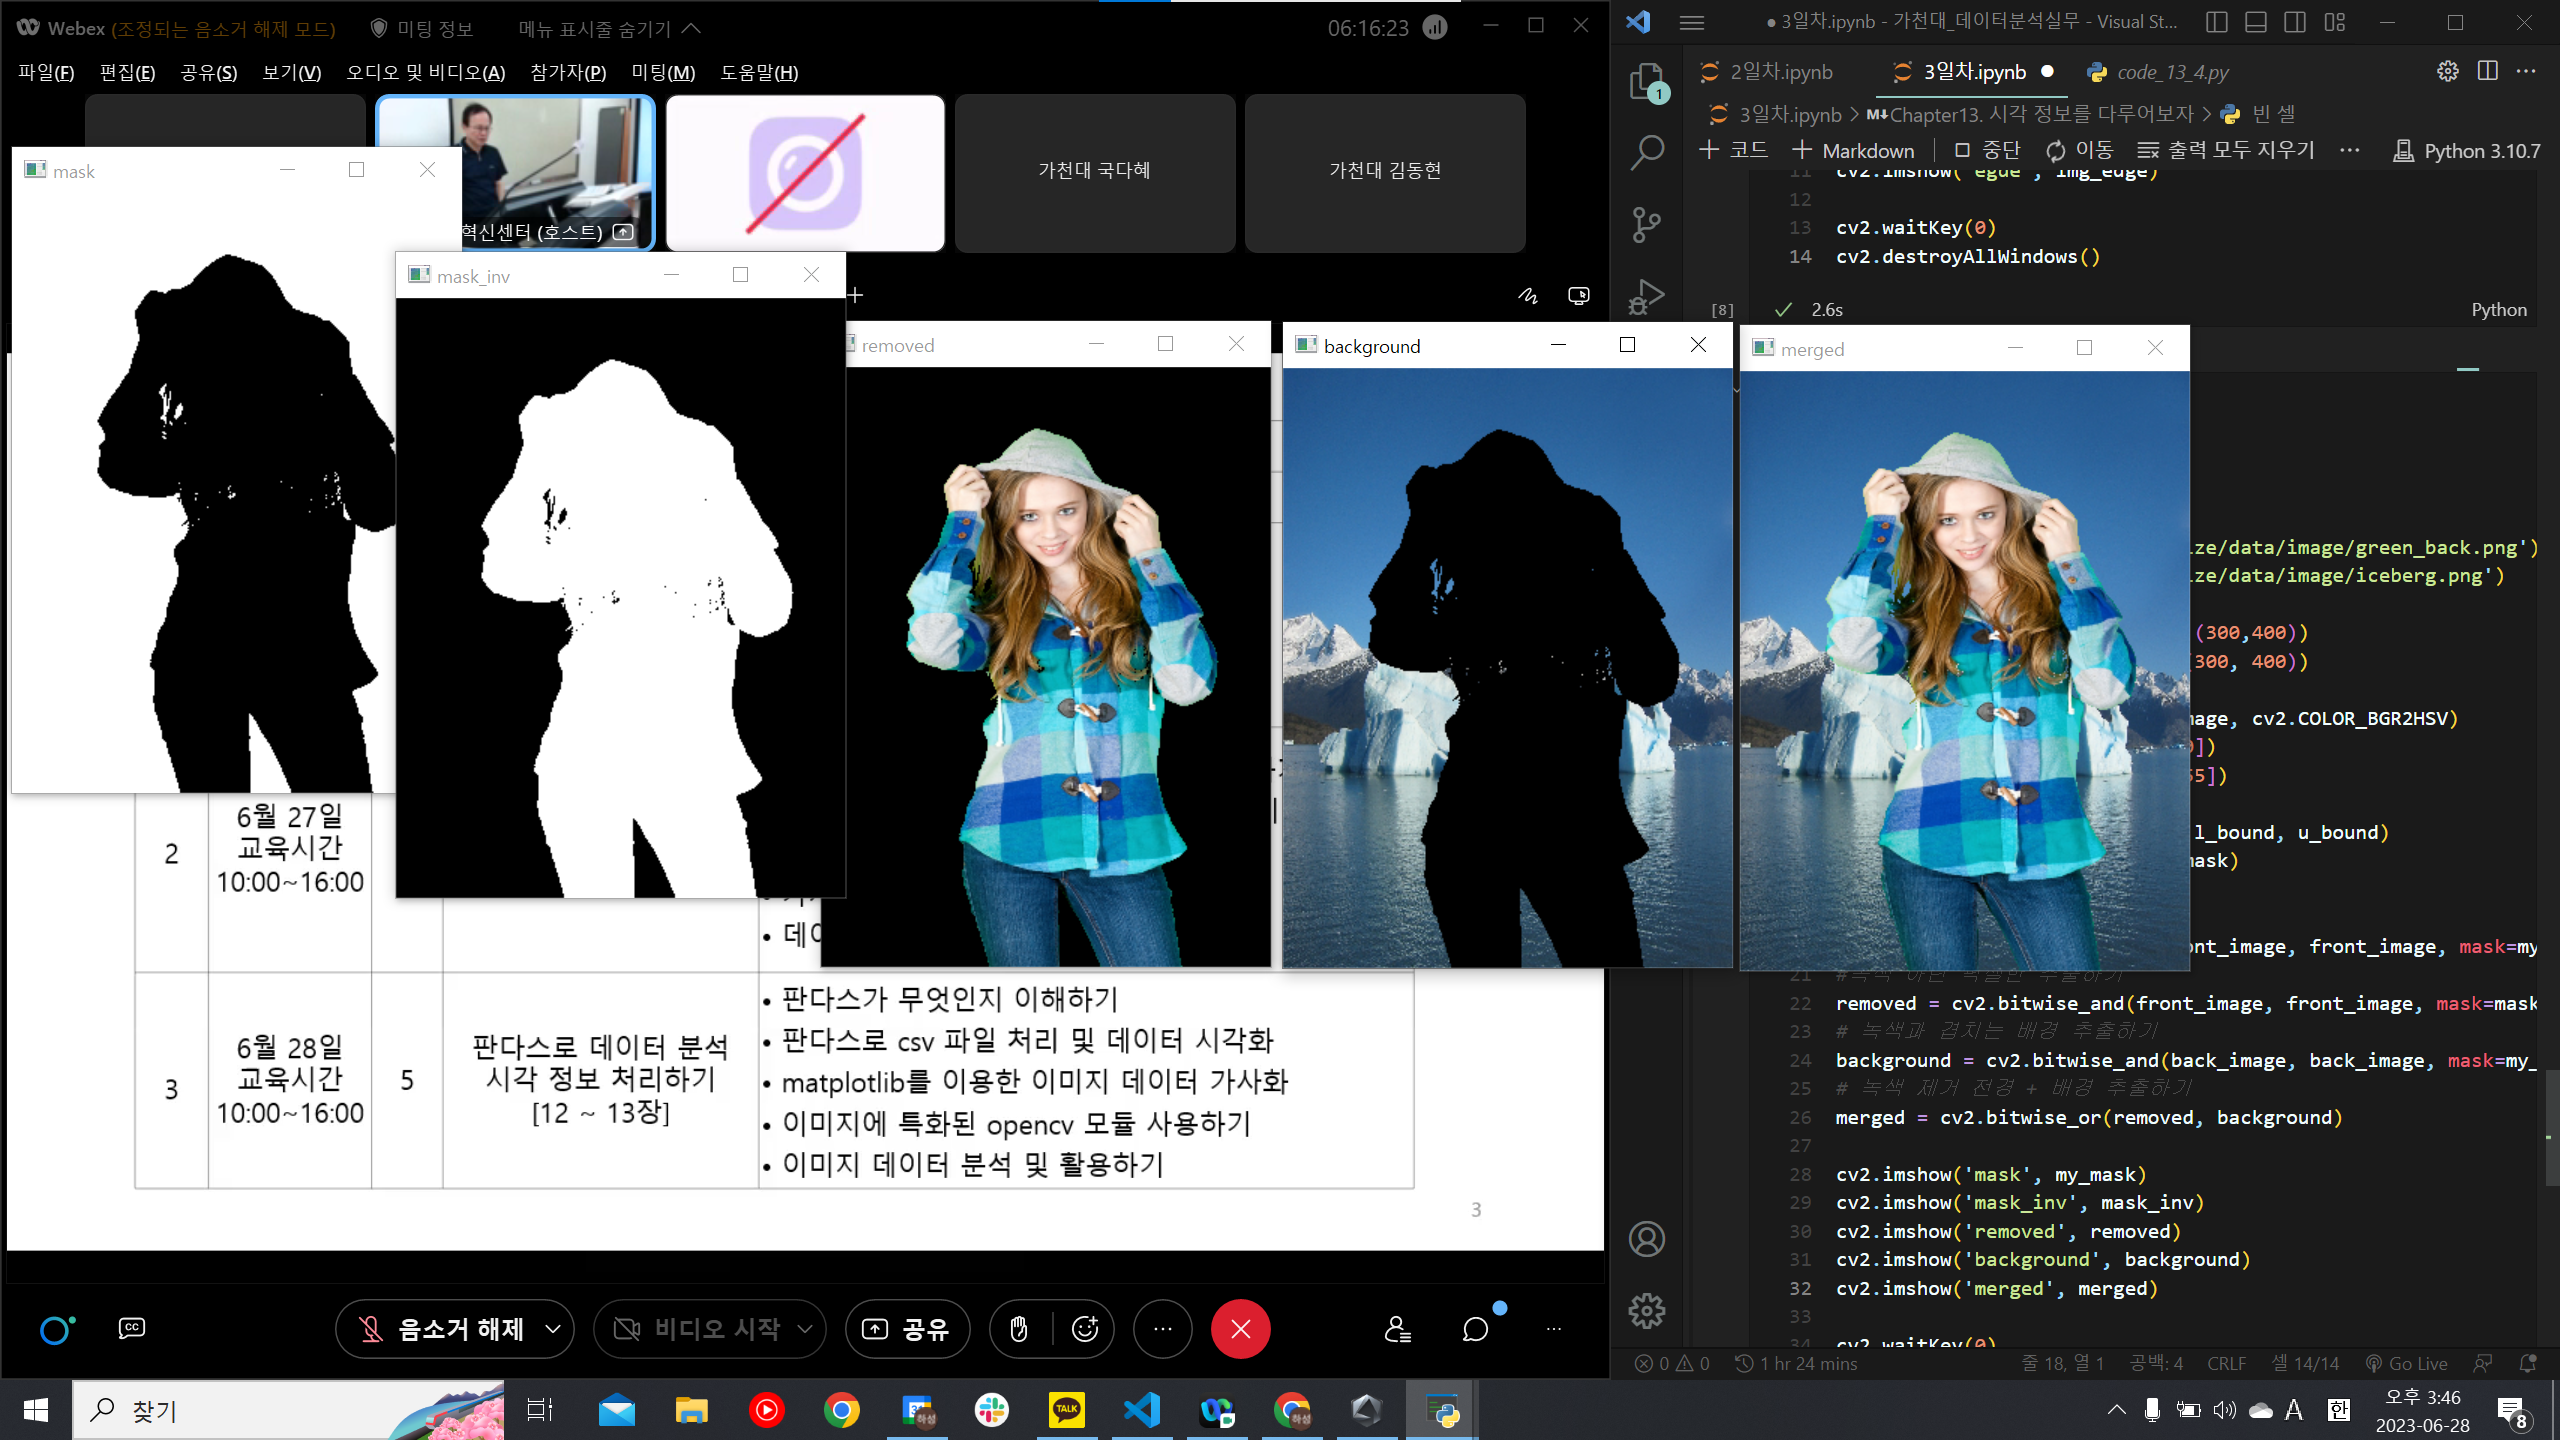 Webex (조정되는 음소거 해제 모드) 미팅 정보 메뉴 표시줄 숨기기 06:16:23
파일(F) 편집(E) 공유(S) 보기(V) 오디오 및 비디오(A) 참가자(P) 미팅(M) 도움말(H)
혁신센터 (호스트)
가천대 국다혜
가천대 김동현
mask
mask_inv
removed
background
merged
2
6월 27일
교육시간
10:00~16:00
3
6월 28일
교육시간
10:00~16:00
5
판다스로 데이터 분석
시각 정보 처리하기
[12 ~ 13장]
• 판다스가 무엇인지 이해하기
• 판다스로 csv 파일 처리 및 데이터 시각화
• matplotlib를 이용한 이미지 데이터 가사화
• 이미지에 특화된 opencv 모듈 사용하기
• 이미지 데이터 분석 및 활용하기
3
CC
음소거 해제
비디오 시작
공유
● 3일차.ipynb - 가천대_데이터분석실무 - Visual St...
1
2일차.ipynb 3일차.ipynb ● code_13_4.py
3일차.ipynb > M↓Chapter13. 시각 정보를 다루어보자 > 빈 셀
+ 코드 + Markdown 중단 이동 출력 모두 지우기 ... Python 3.10.7
11 cv2.imshow('egde', img_edge)
12
13 cv2.waitKey(0)
14 cv2.destroyAllWindows()
[8] 2.6s Python
ze/data/image/green_back.png')
ze/data/image/iceberg.png')
(300,400))
300, 400))
age, cv2.COLOR_BGR2HSV)
])
55])
l_bound, u_bound)
mask)
nt_image, front_image, mask=my
21
22 removed = cv2.bitwise_and(front_image, front_image, mask=mask
23 # 녹색과 겹치는 배경 추출하기
24 background = cv2.bitwise_and(back_image, back_image, mask=my_
25 # 녹색 제거 전경 + 배경 추출하기
26 merged = cv2.bitwise_or(removed, background)
27
28 cv2.imshow('mask', my_mask)
29 cv2.imshow('mask_inv', mask_inv)
30 cv2.imshow('removed', removed)
31 cv2.imshow('background', background)
32 cv2.imshow('merged', merged)
33
34 cv2.waitKey(0)
0 0 1 hr 24 mins 줄 18, 열 1 공백: 4 CRLF 셀 14/14 Go Live
찾기
TALK
A 한
오후 3:46
2023-06-28
8